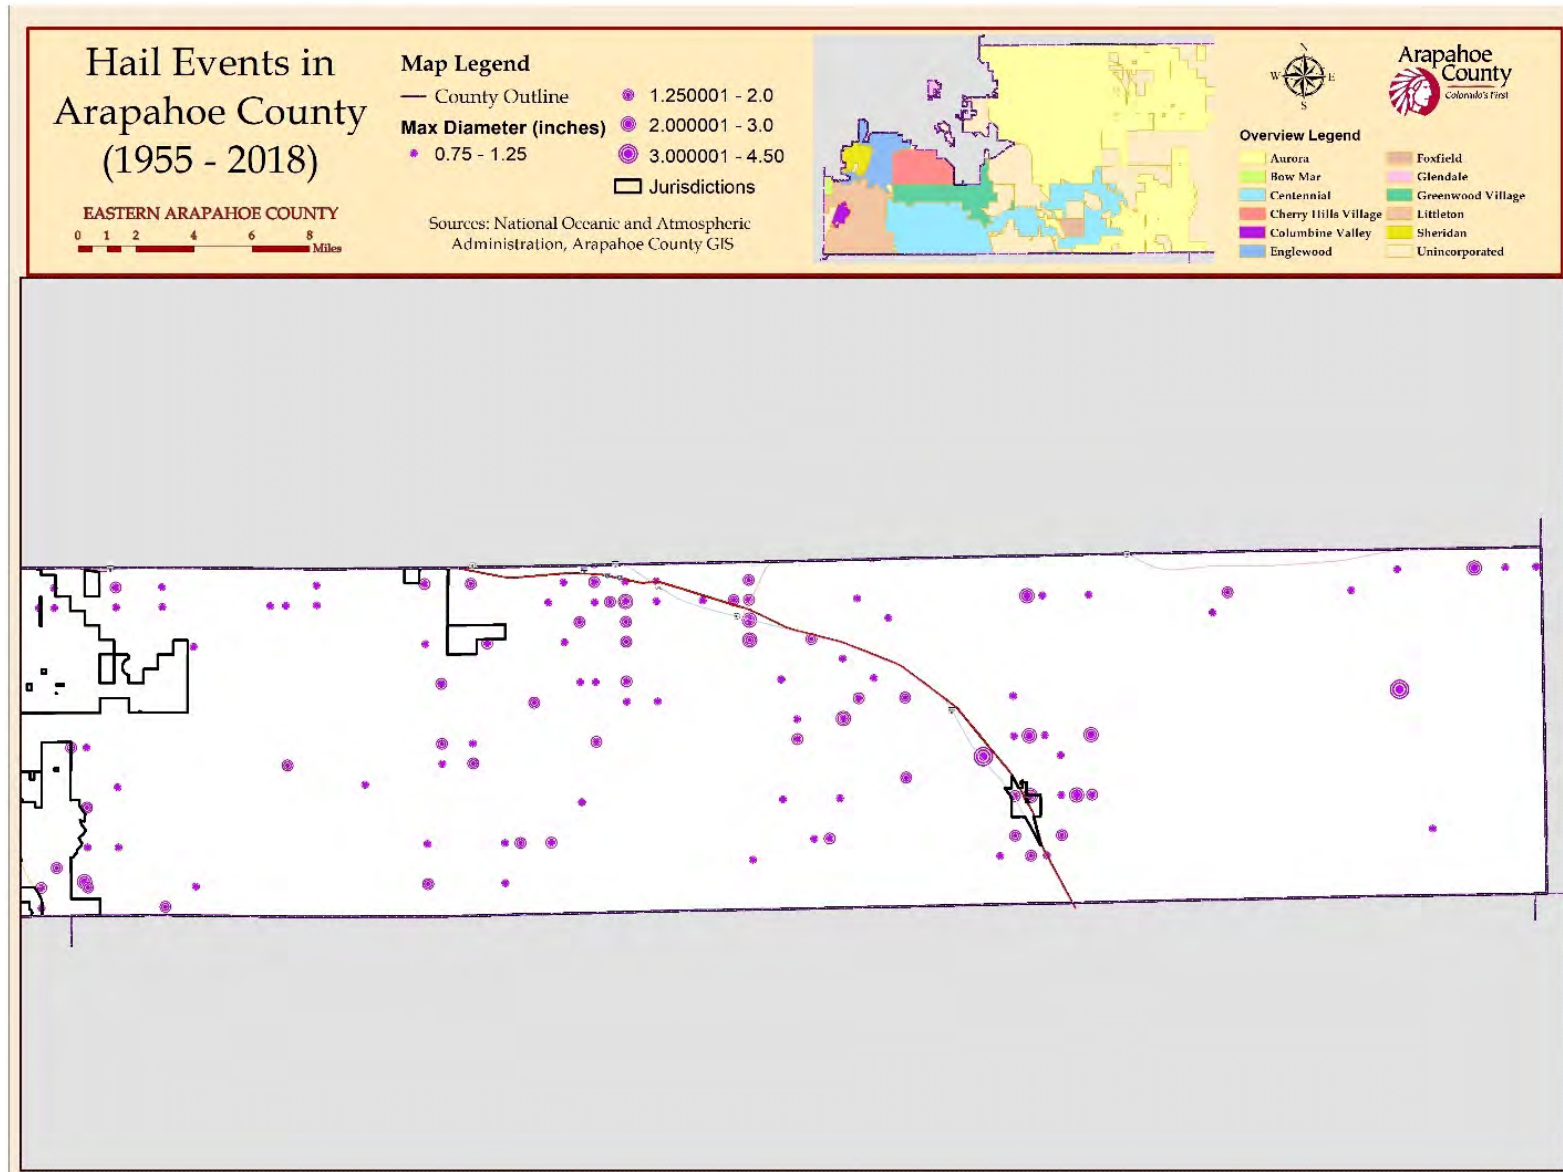 Hail Events in
Arapahoe County
(1955 - 2018)
EASTERN ARAPAHOE COUNTY
0 1 2 4 6 8
Miles
Map Legend
County Outline
Max Diameter (inches)
0.75 - 1.25
1.250001 - 2.0
2.000001 - 3.0
3.000001 - 4.50
Jurisdictions
Sources: National Oceanic and Atmospheric
Administration, Arapahoe County GIS
N
W E
S
Arapahoe
County
Colorado's First
Overview Legend
Aurora
Bow Mar
Centennial
Cherry Hills Village
Columbine Valley
Englewood
Foxfield
Glendale
Greenwood Village
Littleton
Sheridan
Unincorporated